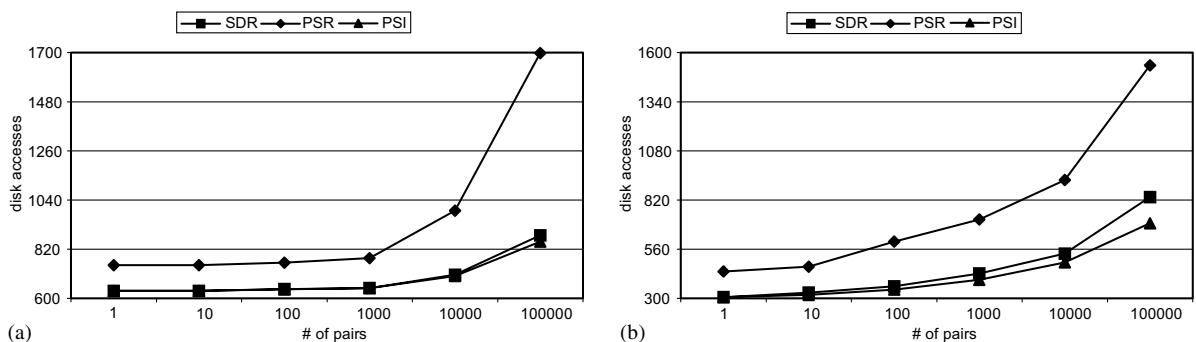 SDR PSR PSI
1700
1480
1260
1040
820
600
disk accesses
1 10 100 1000 10000 100000
# of pairs
(a)
SDR PSR PSI
1600
1340
1080
820
560
300
disk accesses
1 10 100 1000 10000 100000
# of pairs
(b)